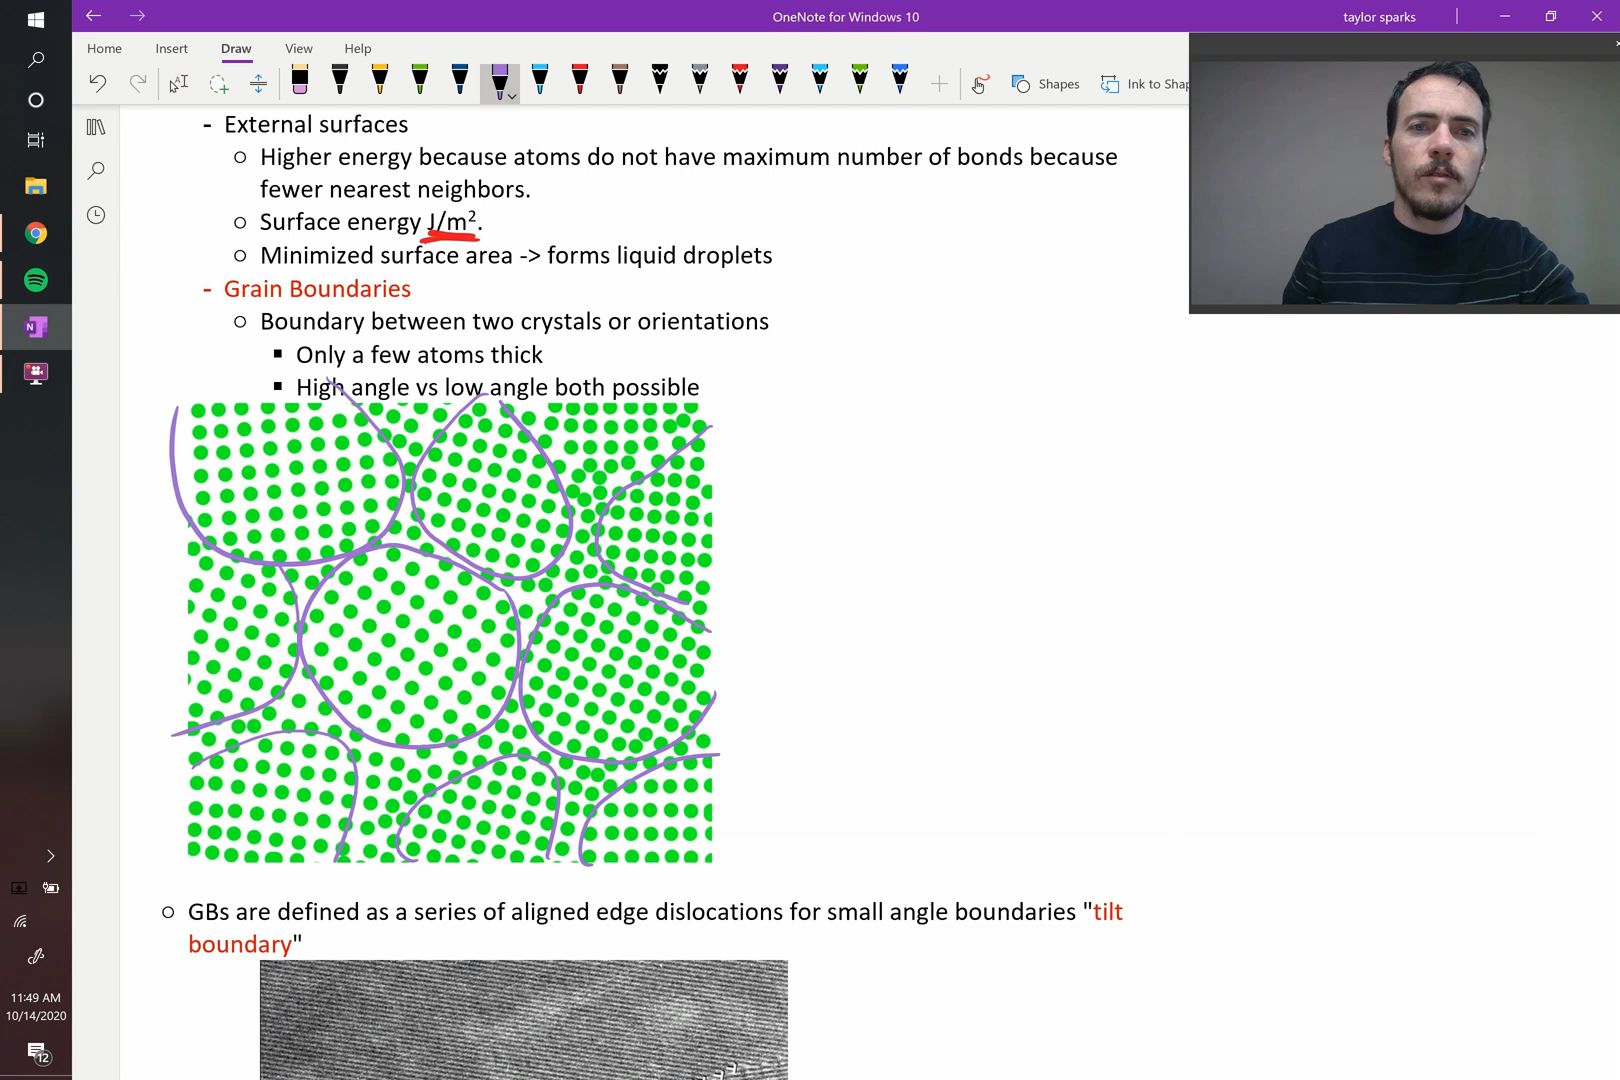 OneNote for Windows 10
taylor sparks
Home Insert Draw View Help
Shapes
Ink to Shap
- External surfaces
o Higher energy because atoms do not have maximum number of bonds because
fewer nearest neighbors.
o Surface energy J/m².
o Minimized surface area -> forms liquid droplets
- Grain Boundaries
o Boundary between two crystals or orientations
▪ Only a few atoms thick
▪ High angle vs low angle both possible
o GBs are defined as a series of aligned edge dislocations for small angle boundaries "tilt
boundary"
11:49 AM
10/14/2020
12